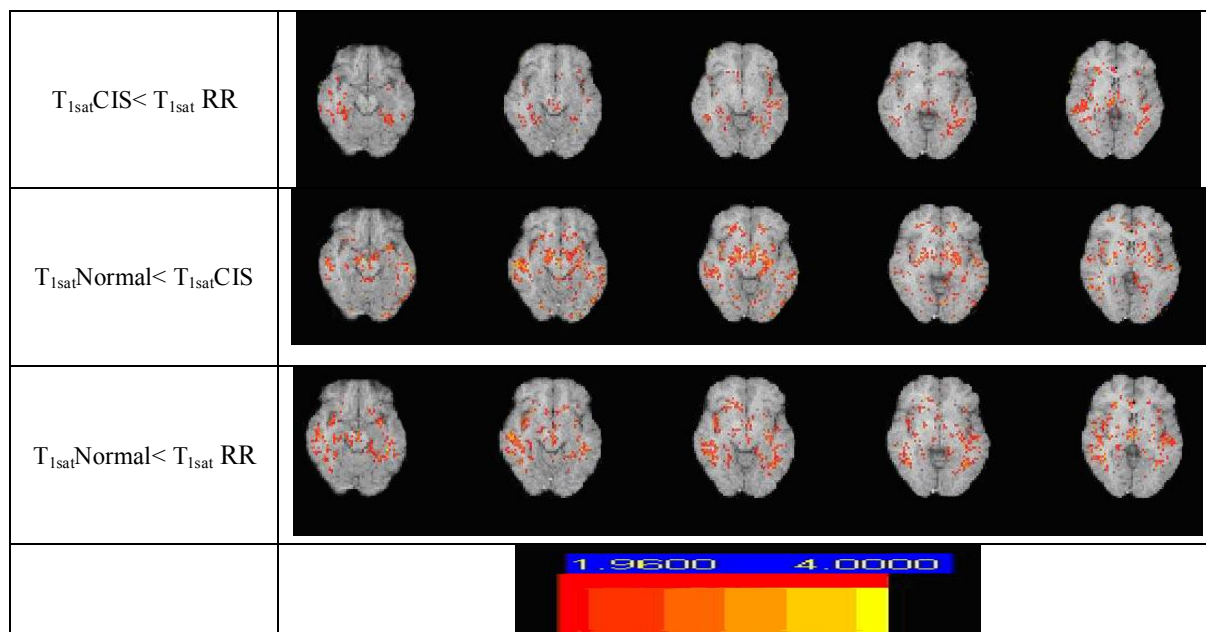 T1satCIS< T1sat RR
T1satNormal< T1satCIS
T1satNormal< T1sat RR
1.9600 4.0000